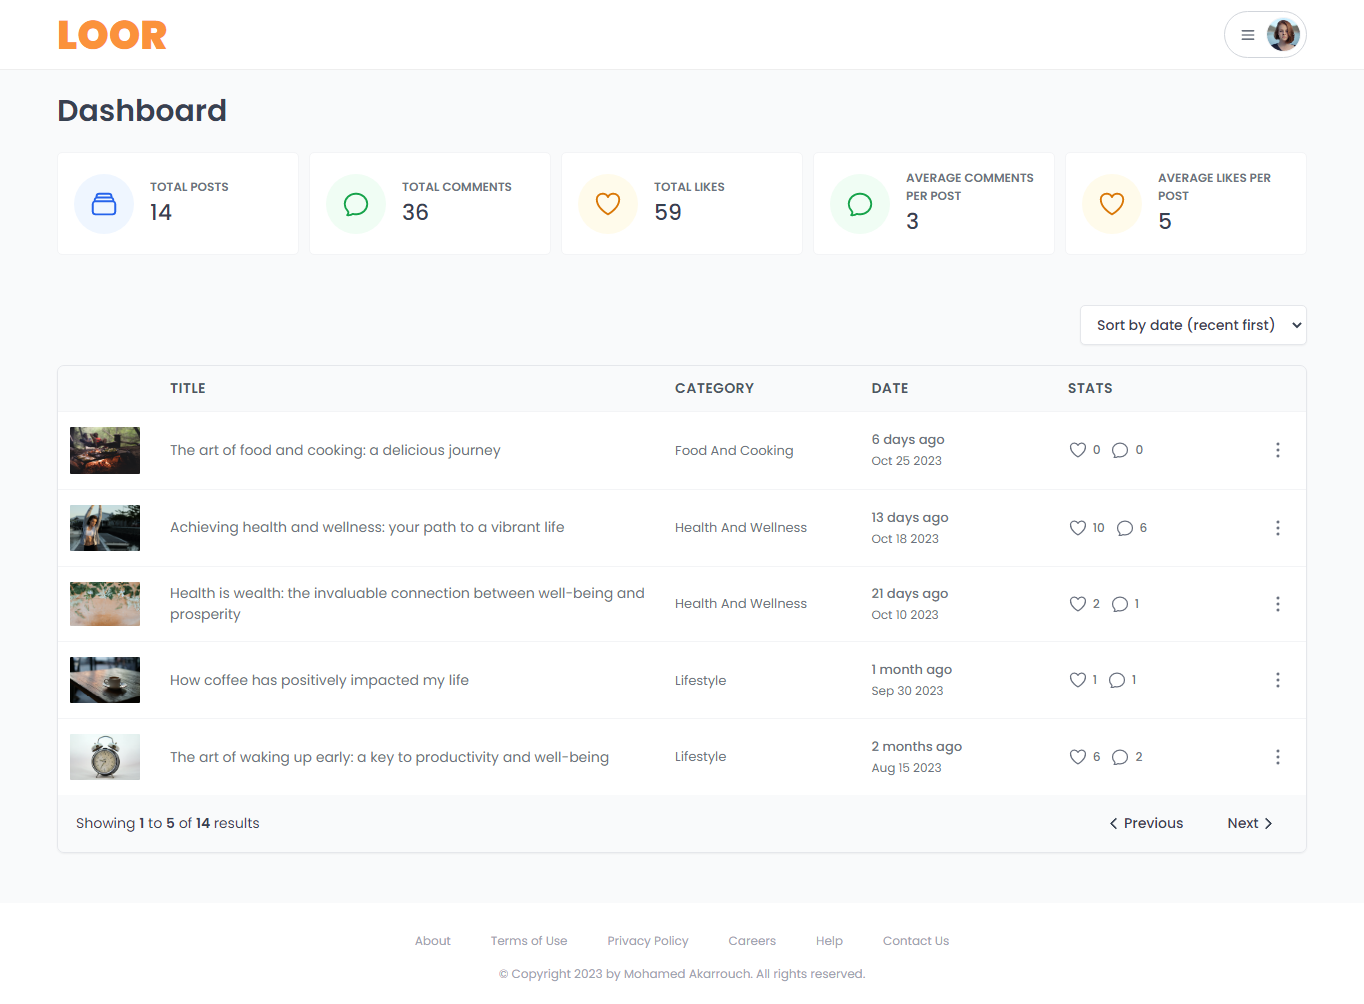 LOOR
Dashboard
TOTAL POSTS
14
TOTAL COMMENTS
36
TOTAL LIKES
59
AVERAGE COMMENTS
PER POST
3
AVERAGE LIKES PER
POST
5
Sort by date (recent first)
TITLE CATEGORY DATE STATS
The art of food and cooking: a delicious journey
Food And Cooking
6 days ago
Oct 25 2023
0 0
Achieving health and wellness: your path to a vibrant life
Health And Wellness
13 days ago
Oct 18 2023
10 6
Health is wealth: the invaluable connection between well-being and
prosperity
Health And Wellness
21 days ago
Oct 10 2023
2 1
How coffee has positively impacted my life
Lifestyle
1 month ago
Sep 30 2023
1 1
The art of waking up early: a key to productivity and well-being
Lifestyle
2 months ago
Aug 15 2023
6 2
Showing 1 to 5 of 14 results
Previous Next
About Terms of Use Privacy Policy Careers Help Contact Us
© Copyright 2023 by Mohamed Akarrouch. All rights reserved.